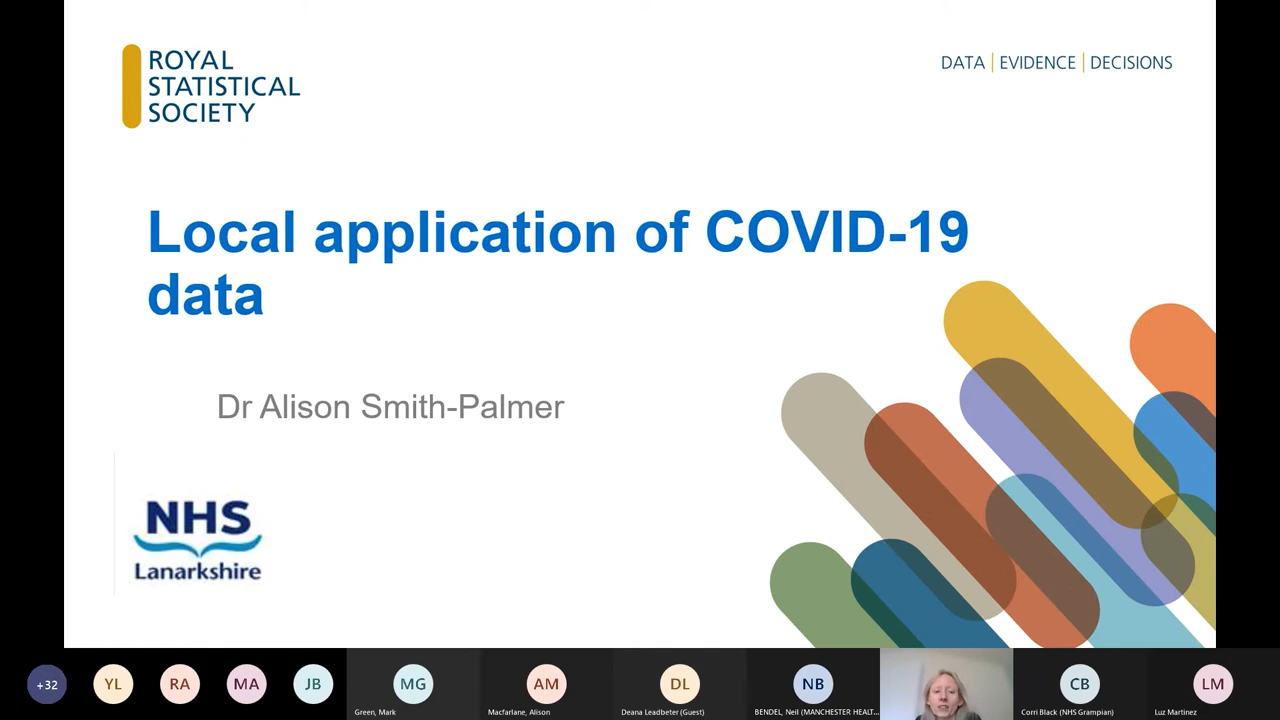 ROYAL
STATISTICAL
SOCIETY
DATA | EVIDENCE | DECISIONS
Local application of COVID-19
data
Dr Alison Smith-Palmer
NHS
Lanarkshire
+32
YL
RA
MA
JB
MG
AM
DL
NB
CB
LM
Green, Mark
Macfarlane, Alison
Deana Leadbeter (Guest)
BENDEL, Neil (MANCHESTER HEALT...
Corri Black (NHS Grampian)
Luz Martinez